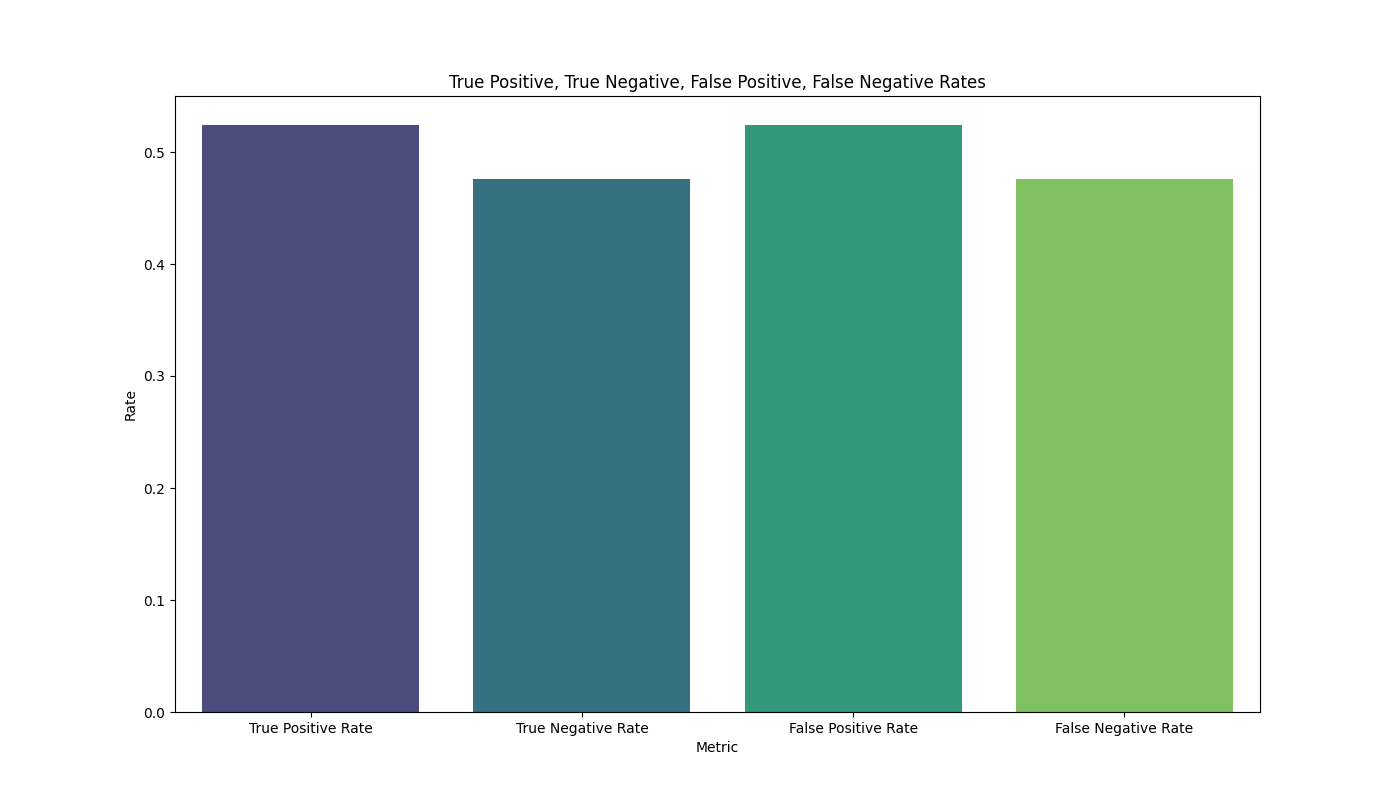 True Positive, True Negative, False Positive, False Negative Rates
0.5
0.4
0.3
0.2
0.1
0.0
Rate
True Positive Rate
True Negative Rate
False Positive Rate
False Negative Rate
Metric